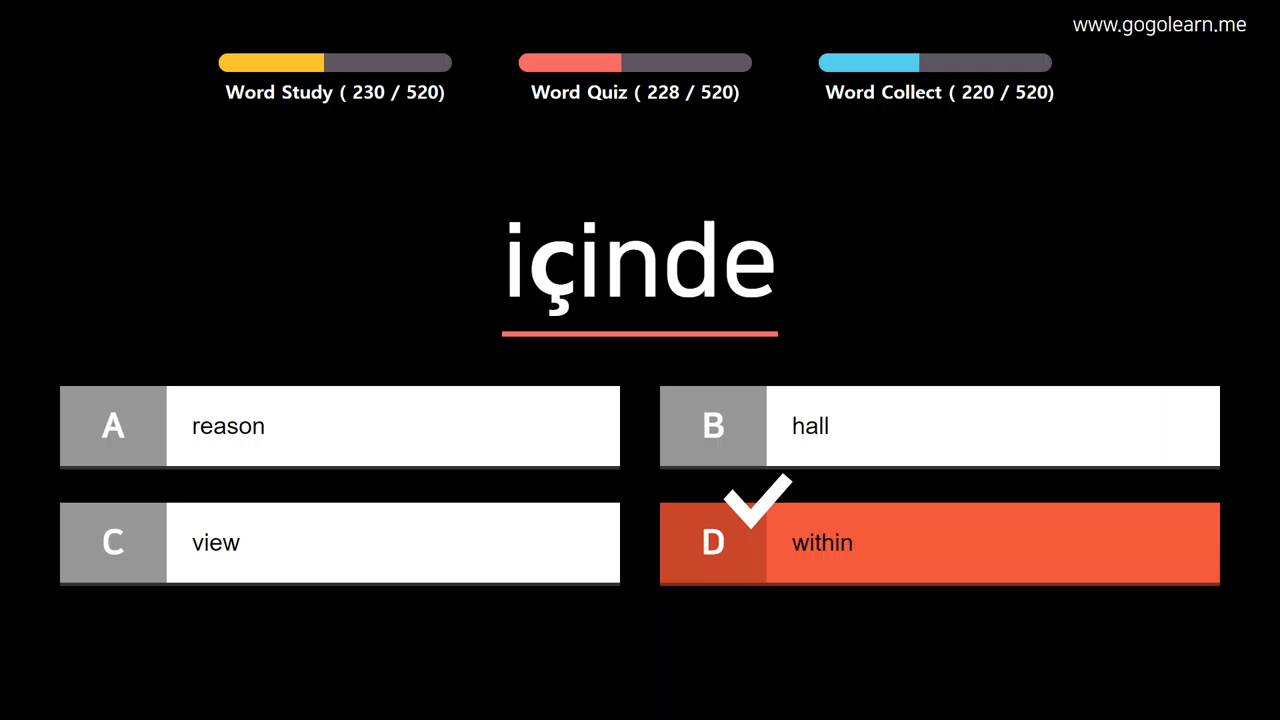 www.gogolearn.me
Word Study ( 230 / 520)
Word Quiz ( 228 / 520)
Word Collect ( 220 / 520)
içinde
A reason
B hall
C view
D within